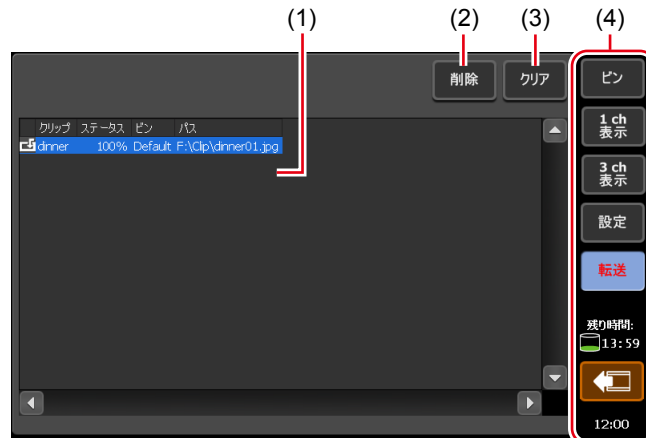 (1) (2) (3) (4)
削除 クリア ビン
クリップ ステータス ビン パス
dinner 100% Default F:\Clip\dinner01.jpg
1 ch
表示
3 ch
表示
設定
転送
残り時間:
13:59
12:00